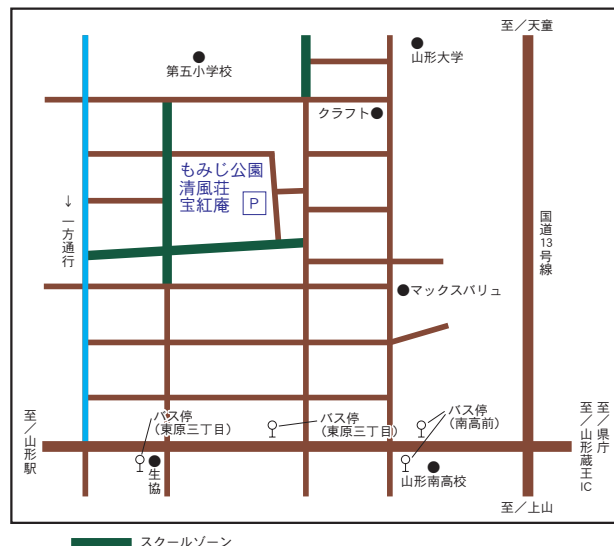 至／天童
第五小学校
山形大学
クラフト
もみじ公園
清風荘
宝紅庵
P
↓一方通行
国道13号線
マックスバリュ
至／山形駅
バス停
（東原三丁目）
バス停
（東原三丁目）
バス停
（南高前）
至／県庁
至／山形蔵王IC
生協
山形南高校
至／上山
スクールゾーン